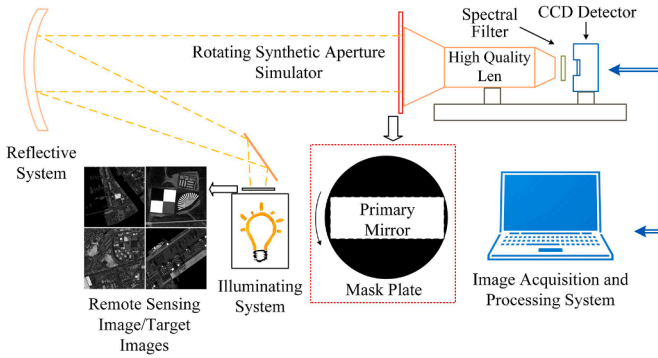 Spectral
Filter
CCD Detector
Rotating Synthetic Aperture
Simulator
High Quality
Len
Reflective
System
Primary
Mirror
Mask Plate
Illuminating
System
Remote Sensing
Image/Target
Images
Image Acquisition and
Processing System